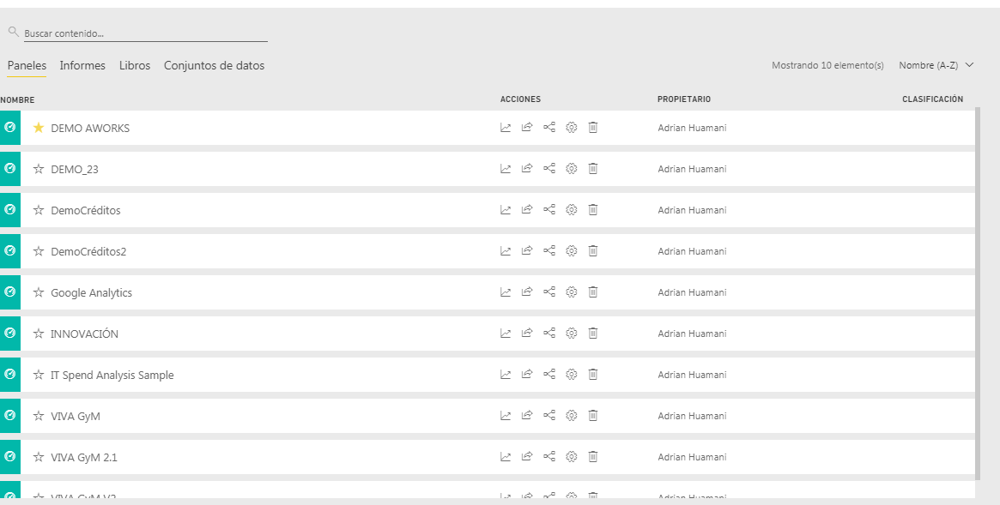 Buscar contenido...
Paneles Informes Libros Conjuntos de datos Mostrando 10 elemento(s) Nombre (A-Z)
NOMBRE ACCIONES PROPIETARIO CLASIFICACIÓN
DEMO AWORKS Adrian Huamani
DEMO_23 Adrian Huamani
DemoCréditos Adrian Huamani
DemoCréditos2 Adrian Huamani
Google Analytics Adrian Huamani
INNOVACIÓN Adrian Huamani
IT Spend Analysis Sample Adrian Huamani
VIVA GyM Adrian Huamani
VIVA GyM 2.1 Adrian Huamani
VIVA GyM V2 Adrian Huamani